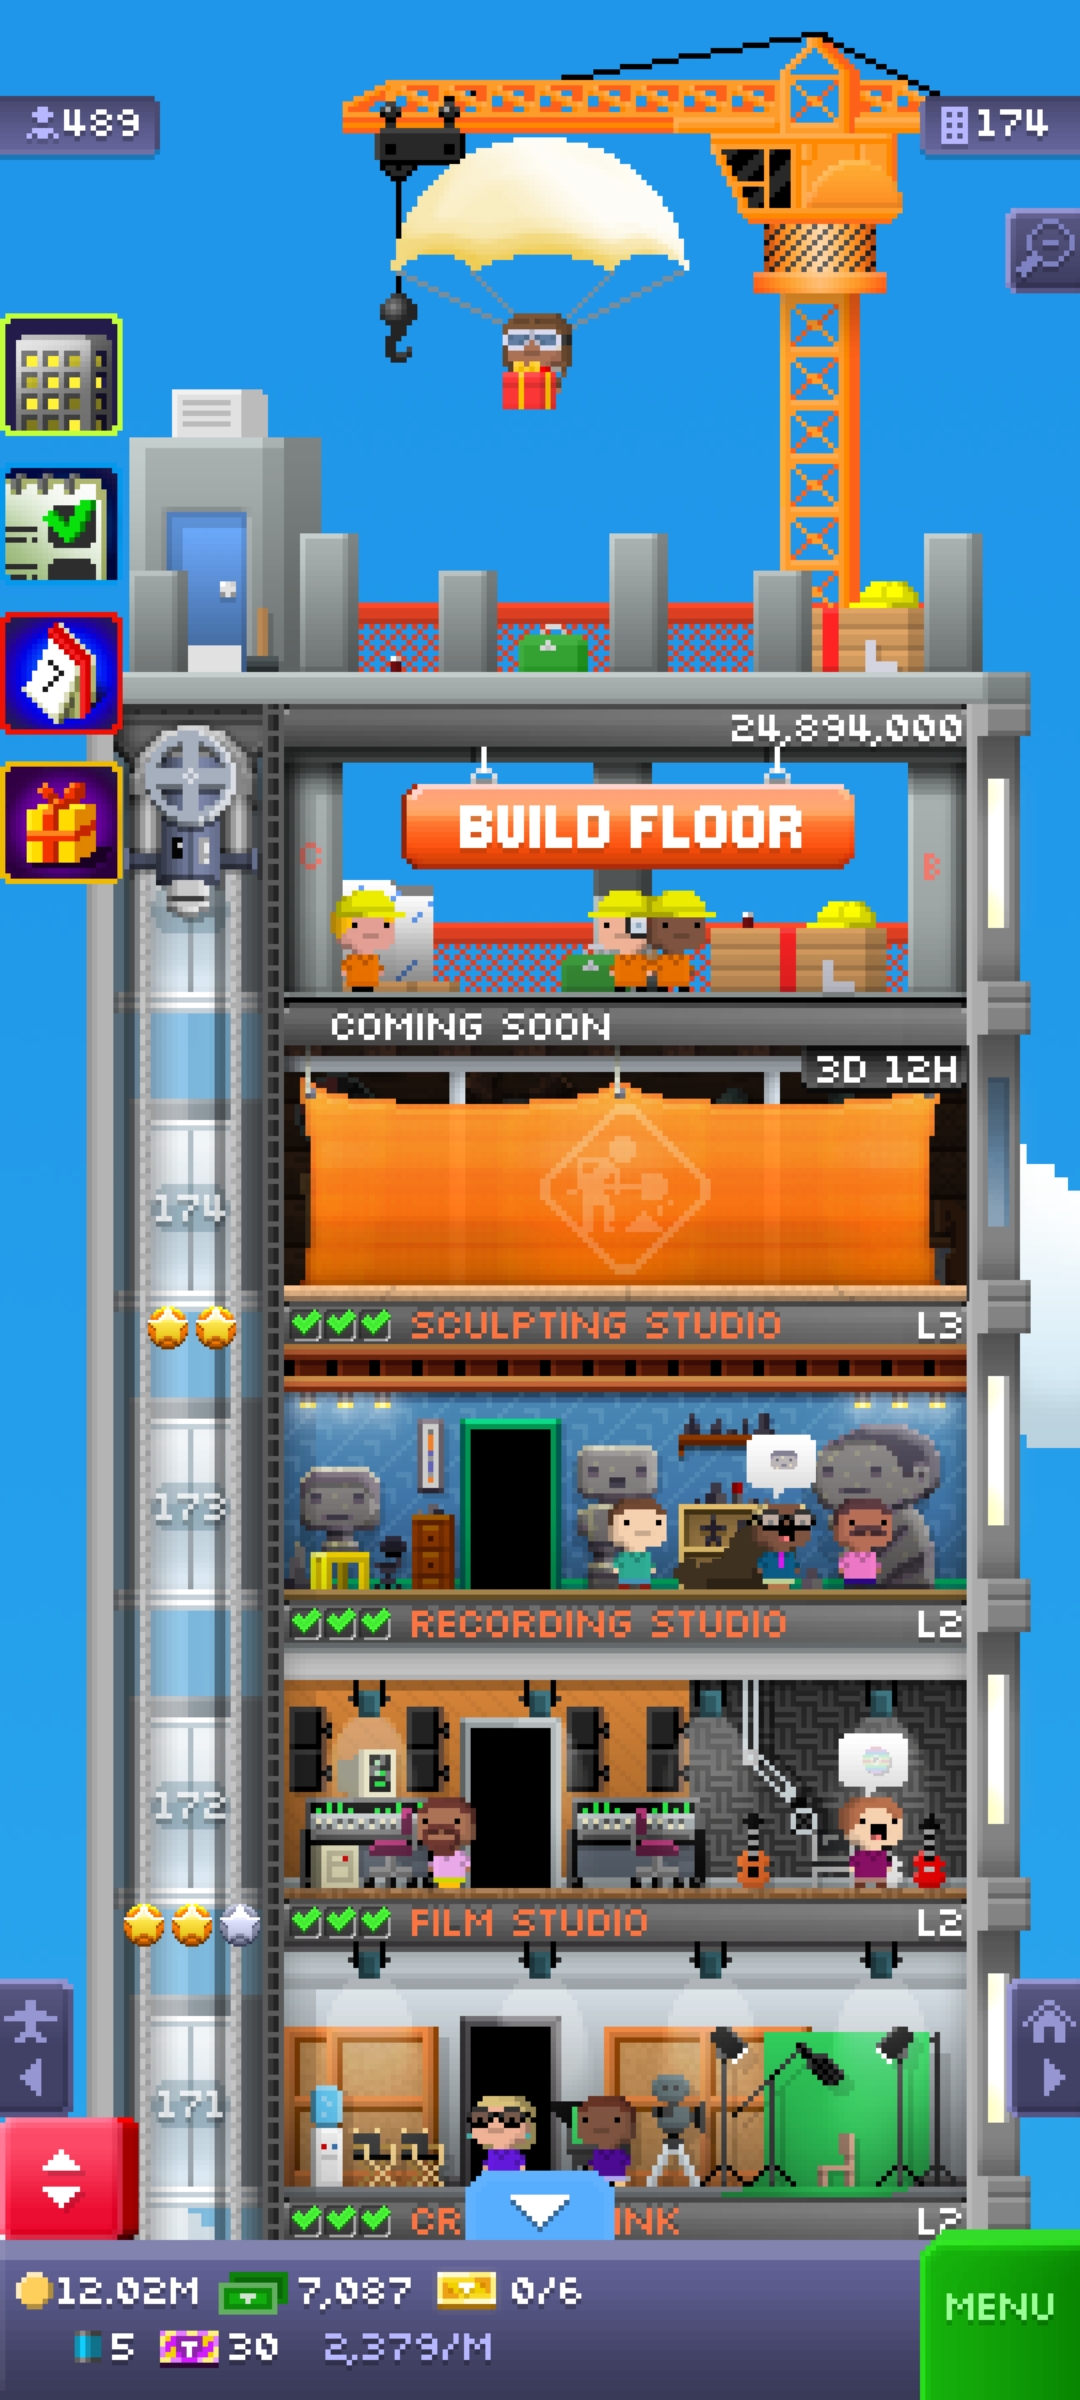 489
174
24,894,000
BUILD FLOOR
C
B
COMING SOON
3D 12H
174
SCULPTING STUDIO L3
173
RECORDING STUDIO L2
172
FILM STUDIO L2
171
L2
12.02M 7,087 0/6
MENU
5 T 30 2,379/M